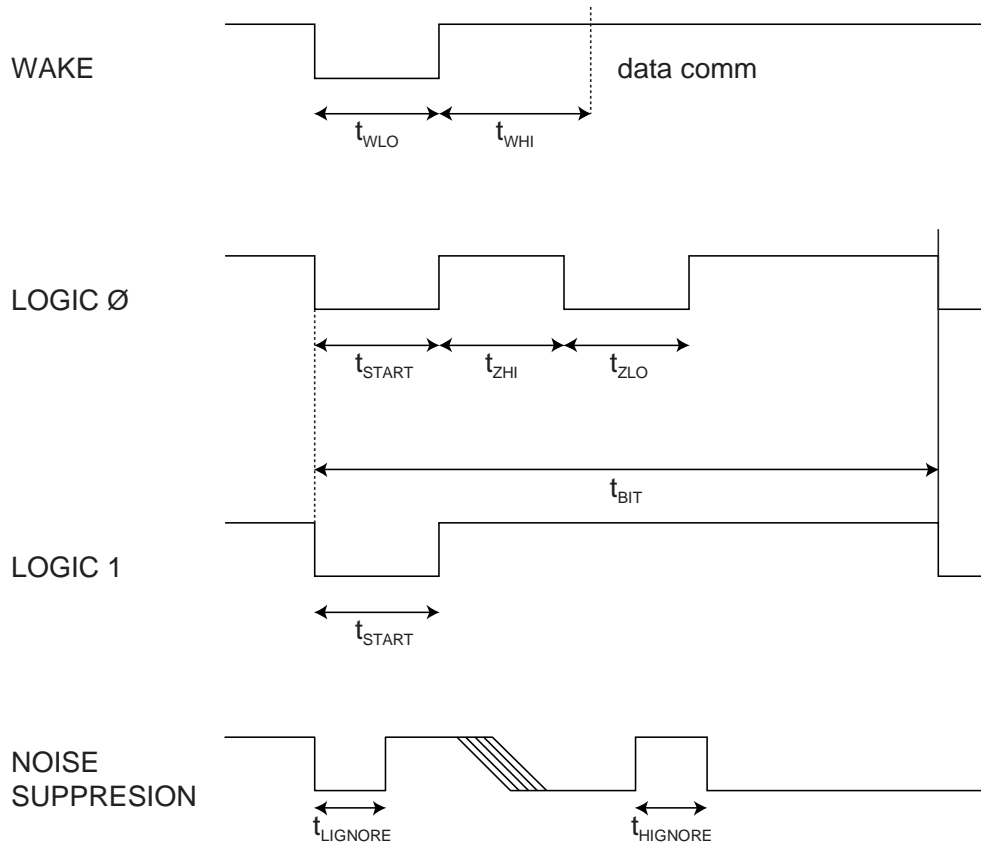 WAKE
data comm
tWLO
tWHI
LOGIC Ø
tSTART
tZHI
tZLO
tBIT
LOGIC 1
tSTART
NOISE
SUPPRESION
tLIGNORE
tHIGNORE